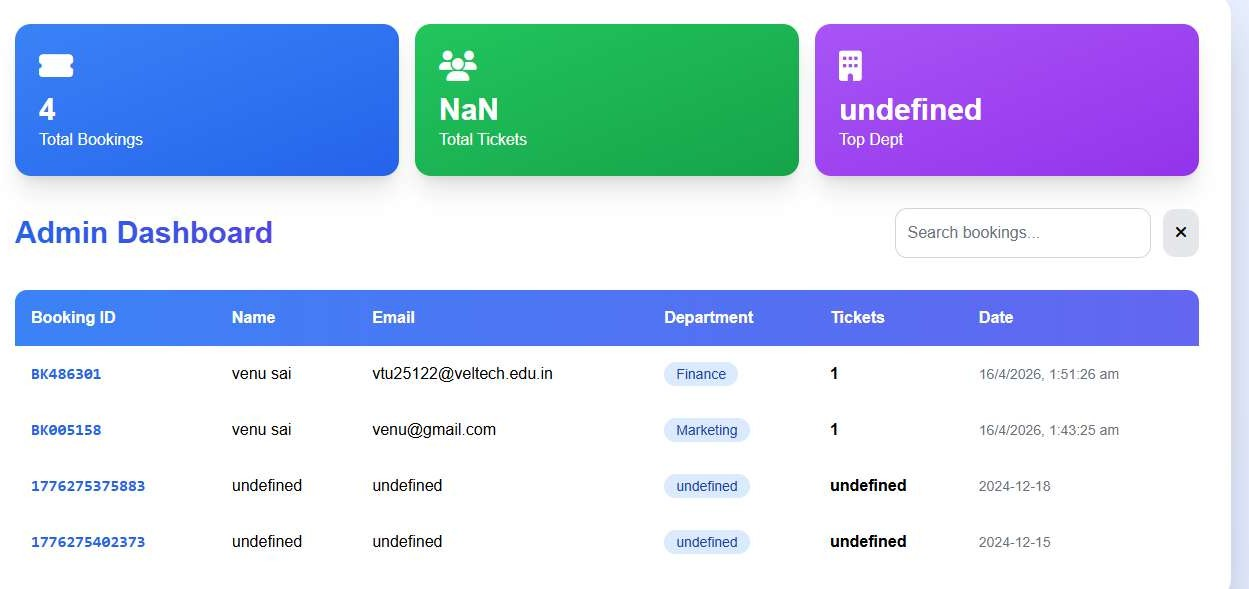 4 NaN undefined
Total Bookings Total Tickets Top Dept
Admin Dashboard Search bookings... ×
Booking ID Name Email Department Tickets Date
BK486301 venu sai vtu25122@veltech.edu.in Finance 1 16/4/2026, 1:51:26 am
BK005158 venu sai venu@gmail.com Marketing 1 16/4/2026, 1:43:25 am
1776275375883 undefined undefined undefined undefined 2024-12-18
1776275402373 undefined undefined undefined undefined 2024-12-15